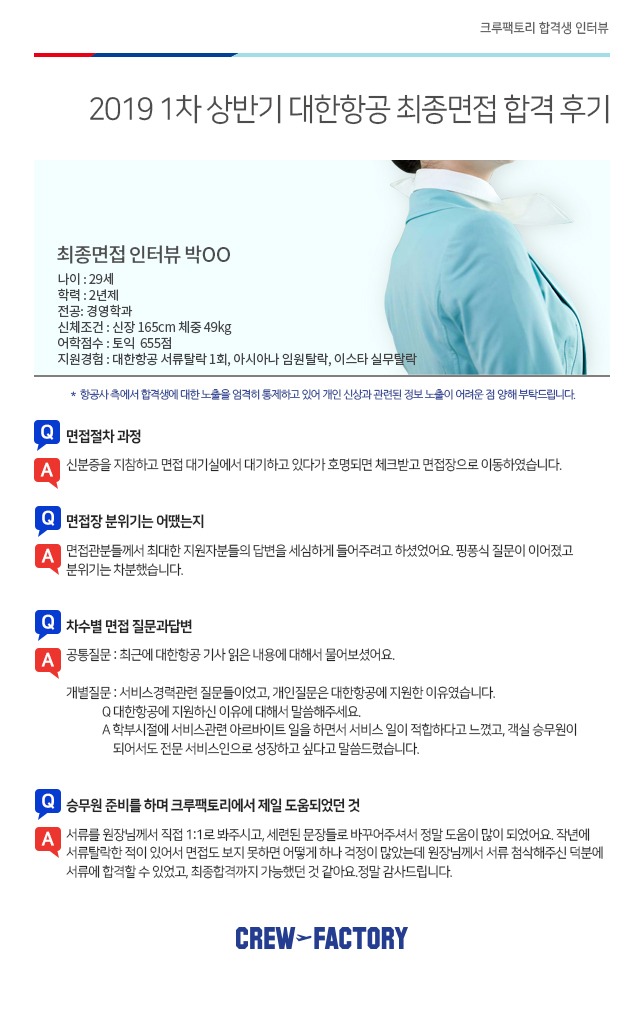 크루팩토리 합격생 인터뷰
2019 1차 상반기 대한항공 최종면접 합격 후기
최종면접 인터뷰 박OO
나이 : 29세
학력 : 2년제
전공: 경영학과
신체조건 : 신장 165cm 체중 49kg
어학점수 : 토익 655점
지원경험 : 대한항공 서류탈락 1회, 아시아나 임원탈락, 이스타 실무탈락
* 항공사 측에서 합격생에 대한 노출을 엄격히 통제하고 있어 개인 신상과 관련된 정보 노출이 어려운 점 양해 부탁드립니다.
Q 면접절차 과정
A 신분증을 지참하고 면접 대기실에서 대기하고 있다가 호명되면 체크받고 면접장으로 이동하였습니다.
Q 면접장 분위기는 어땠는지
A 면접관분들께서 최대한 지원자분들의 답변을 세심하게 들어주려고 하셨었어요. 핑퐁식 질문이 이어졌고
분위기는 차분했습니다.
Q 차수별 면접 질문과답변
A 공통질문 : 최근에 대한항공 기사 읽은 내용에 대해서 물어보셨어요.
개별질문 : 서비스경력관련 질문들이었고, 개인질문은 대한항공에 지원한 이유였습니다.
Q 대한항공에 지원하신 이유에 대해서 말씀해주세요.
A 학부시절에 서비스관련 아르바이트 일을 하면서 서비스 일이 적합하다고 느꼈고, 객실 승무원이
되어서도 전문 서비스인으로 성장하고 싶다고 말씀드렸습니다.
Q 승무원 준비를 하며 크루팩토리에서 제일 도움되었던 것
A 서류를 원장님께서 직접 1:1로 봐주시고, 세련된 문장들로 바꾸어주셔서 정말 도움이 많이 되었어요. 작년에
서류탈락한 적이 있어서 면접도 보지 못하면 어떻게 하나 걱정이 많았는데 원장님께서 서류 첨삭해주신 덕분에
서류에 합격할 수 있었고, 최종합격까지 가능했던 것 같아요.정말 감사드립니다.
CREW FACTORY